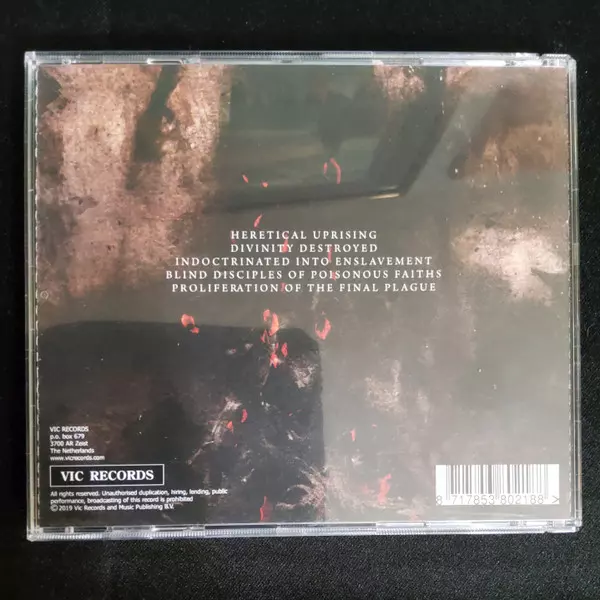 HERETICAL UPRISING
DIVINITY DESTROYED
INDOCTRINATED INTO ENSLAVEMENT
BLIND DISCIPLES OF POISONOUS FAITHS
PROLIFERATION OF THE FINAL PLAGUE
VIC RECORDS
p.o. box 679
3700 AR Zeist
The Netherlands
www.vicrecords.com
VIC RECORDS
All rights reserved. Unauthorised duplication, hiring, lending, public
performance, broadcasting of this record is prohibited
©2019 Vic Records and Music Publishing B.V.
8 717853 802188 >